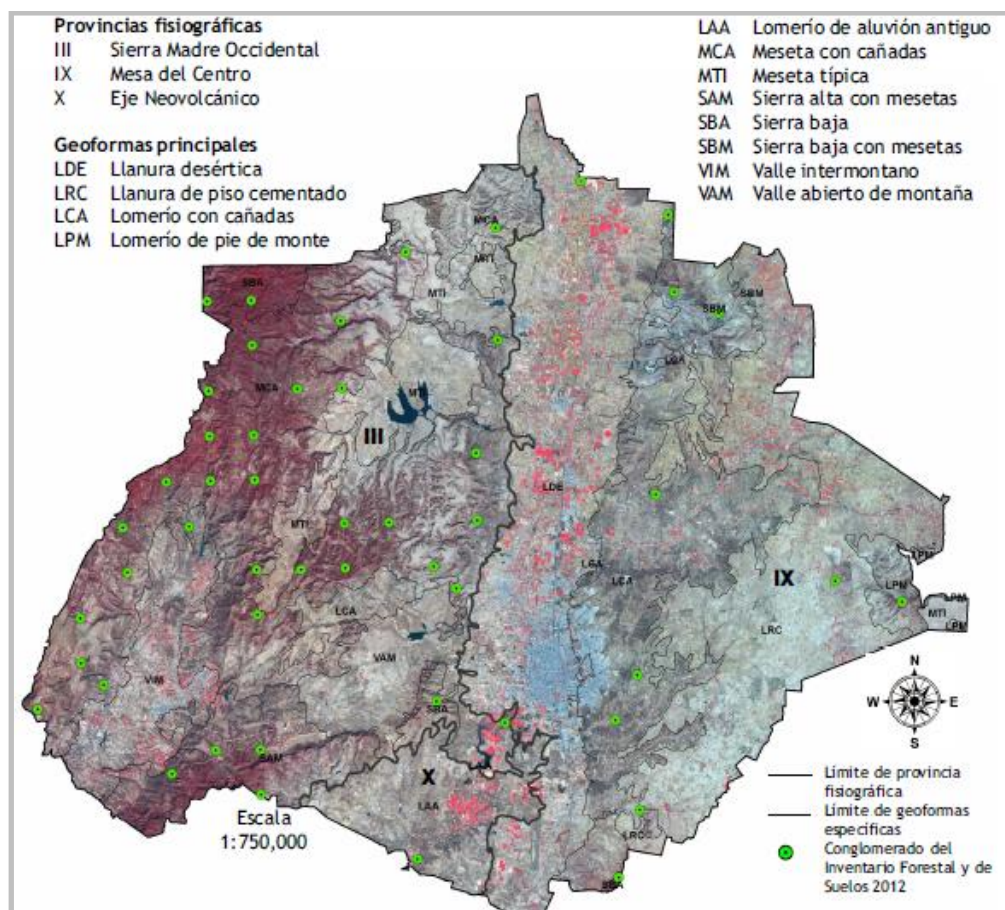 Provincias fisiográficas
III Sierra Madre Occidental
IX Mesa del Centro
X Eje Neovolcánico
Geoformas principales
LDE Llanura desértica
LRC Llanura de piso cementado
LCA Lomerío con cañadas
LPM Lomerío de pie de monte
LAA Lomerío de aluvión antiguo
MCA Meseta con cañadas
MTI Meseta típica
SAM Sierra alta con mesetas
SBA Sierra baja
SBM Sierra baja con mesetas
VIM Valle intermontano
VAM Valle abierto de montaña
MCA
MTI
MTI
SBA
SBM
SBM
LCA
MCA
MTI
III
LDE
MTI
LCA
LCA
IX
LPM
LPM
LPM
MTI
LPM
LCA
LRC
VAM
VIM
SBA
SAM
X
LAA
LRC
SBA
N
W E
S
Escala
1:750,000
Límite de provincia
fisiográfica
Límite de geoformas
específicas
Conglomerado del
Inventario Forestal y de
Suelos 2012